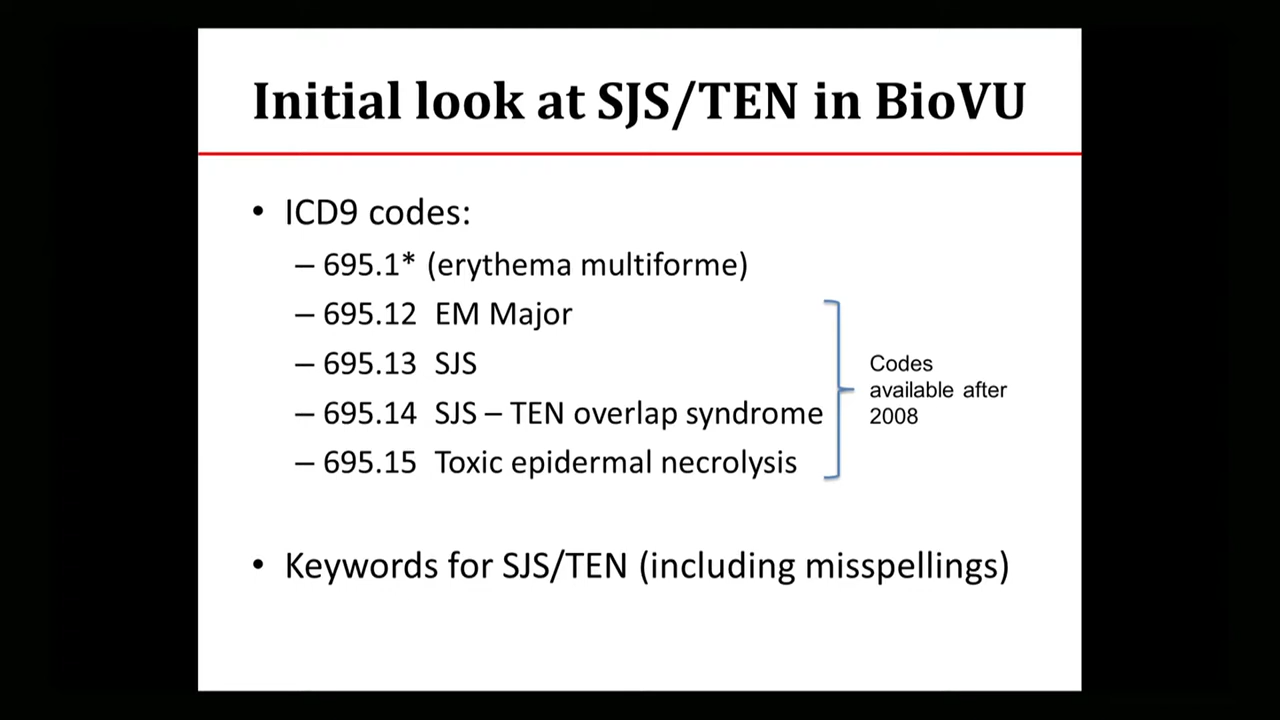 Initial look at SJS/TEN in BioVU
• ICD9 codes:
– 695.1* (erythema multiforme)
– 695.12 EM Major
– 695.13 SJS
– 695.14 SJS – TEN overlap syndrome
– 695.15 Toxic epidermal necrolysis
Codes
available after
2008
• Keywords for SJS/TEN (including misspellings)